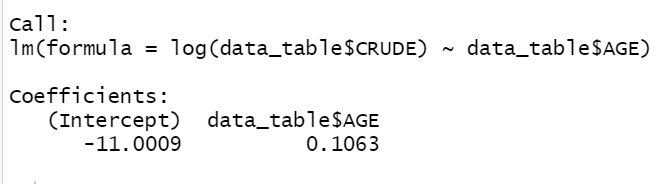 Call:
lm(formula = log(data_table$CRUDE) ~ data_table$AGE)
Coefficients:
(Intercept) data_table$AGE
-11.0009 0.1063